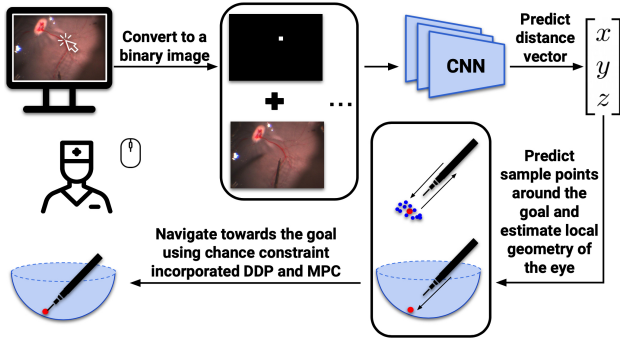 Convert to a
binary image
+
...
CNN
Predict
distance
vector
x
y
z
Predict
sample points
around the
goal and
estimate local
geometry of
the eye
Navigate towards the goal
using chance constraint
incorporated DDP and MPC